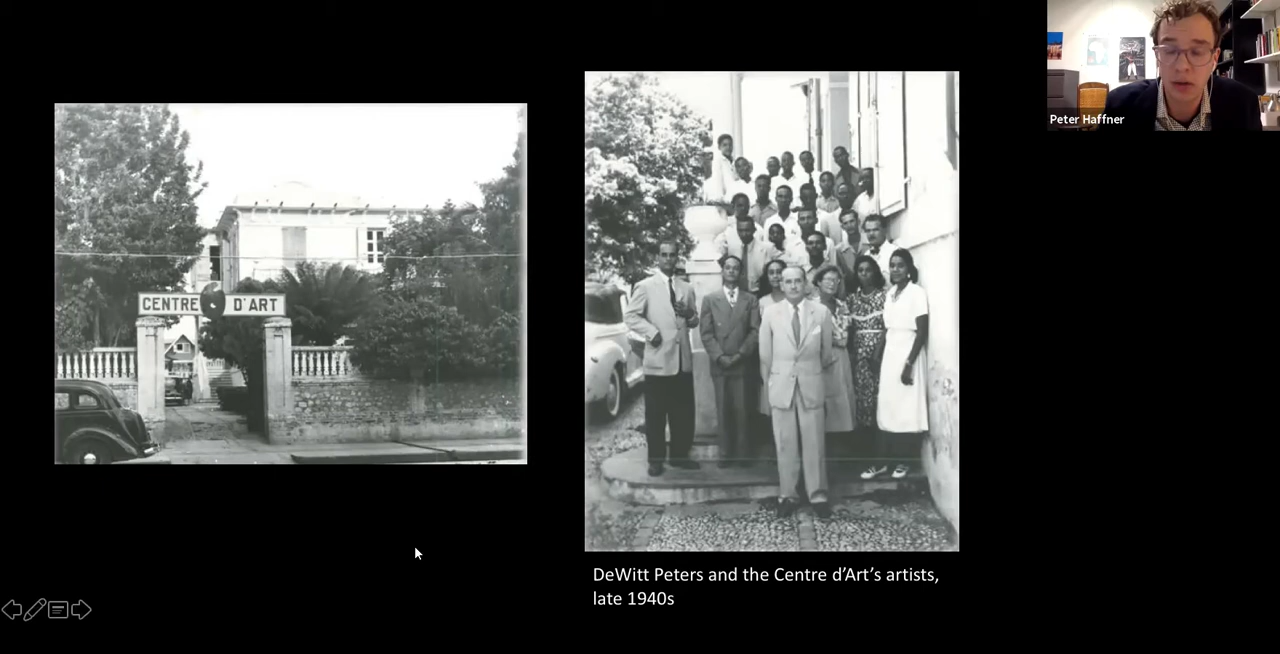 CENTRE D'ART
Peter Haffner
DeWitt Peters and the Centre d'Art's artists,
late 1940s